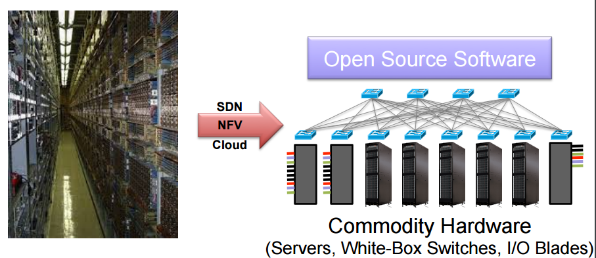 Open Source Software
SDN
NFV
Cloud
Commodity Hardware
(Servers, White-Box Switches, I/O Blades)